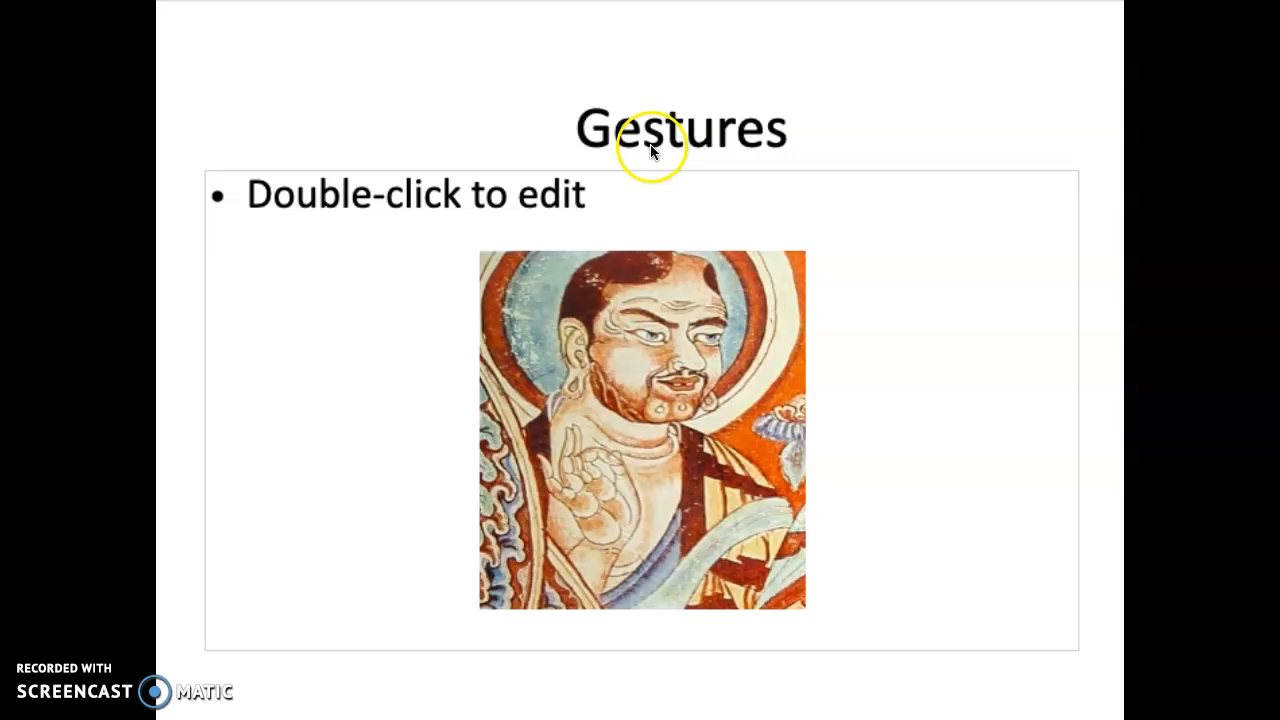 Gestures
• Double-click to edit
RECORDED WITH
SCREENCAST MATIC